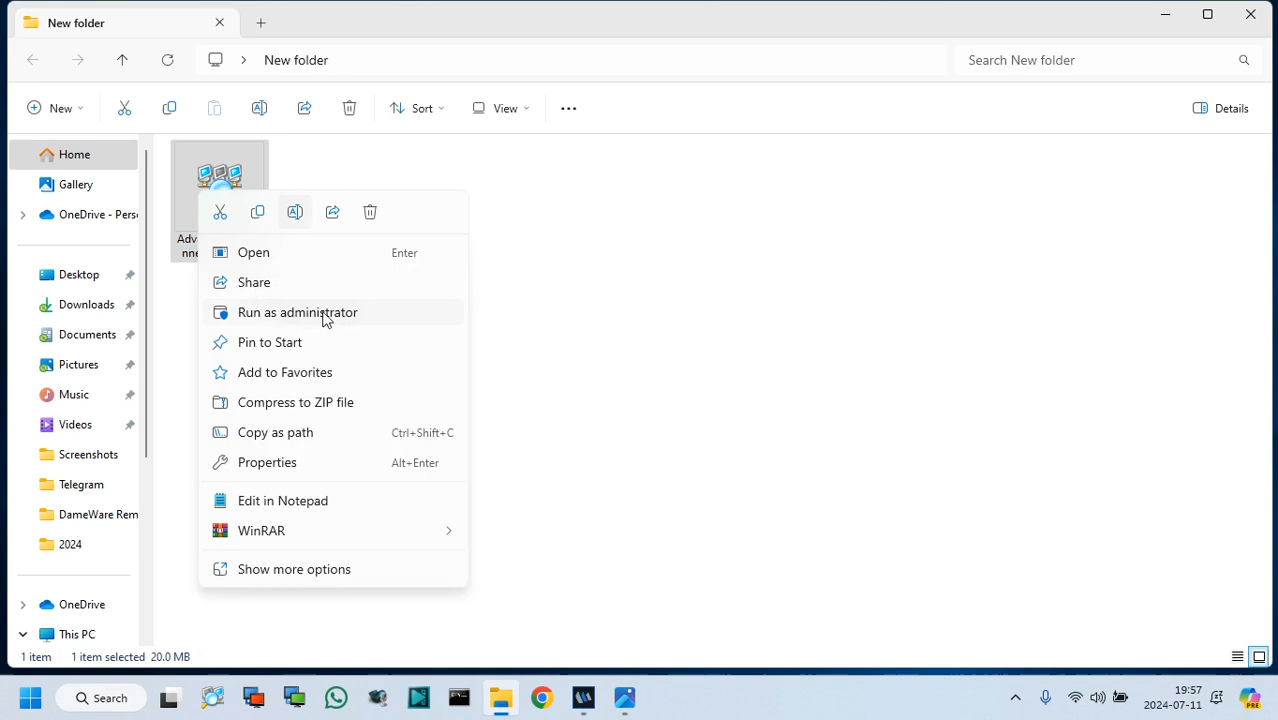 New folder
New folder
Search New folder
New
Sort
View
Details
Home
Gallery
OneDrive - Pers
Desktop
Downloads
Documents
Pictures
Music
Videos
Screenshots
Telegram
DameWare Rem
2024
OneDrive
This PC
Adva
nne
Open Enter
Share
Run as administrator
Pin to Start
Add to Favorites
Compress to ZIP file
Copy as path Ctrl+Shift+C
Properties Alt+Enter
Edit in Notepad
WinRAR
Show more options
1 item 1 item selected 20.0 MB
Search
19:57
2024-07-11
PRE